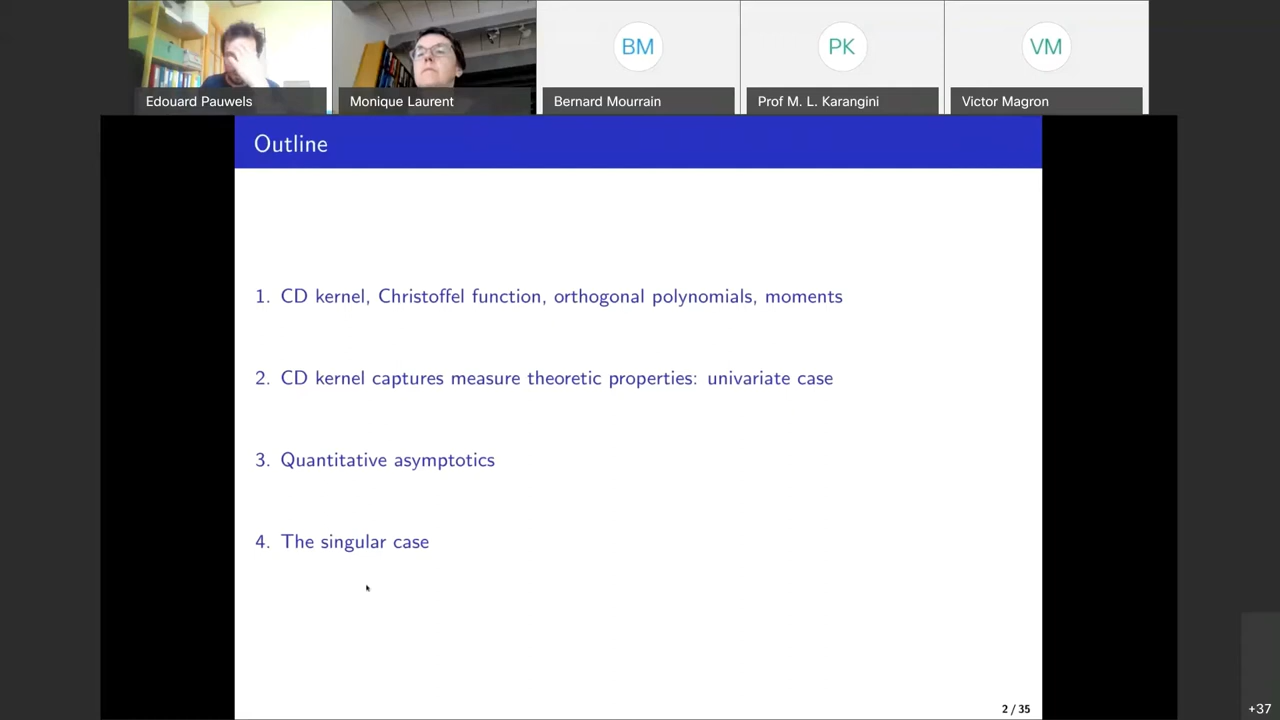 BM
PK
VM
Edouard Pauwels
Monique Laurent
Bernard Mourrain
Prof M. L. Karangini
Victor Magron
Outline
1. CD kernel, Christoffel function, orthogonal polynomials, moments
2. CD kernel captures measure theoretic properties: univariate case
3. Quantitative asymptotics
4. The singular case
2 / 35
+37